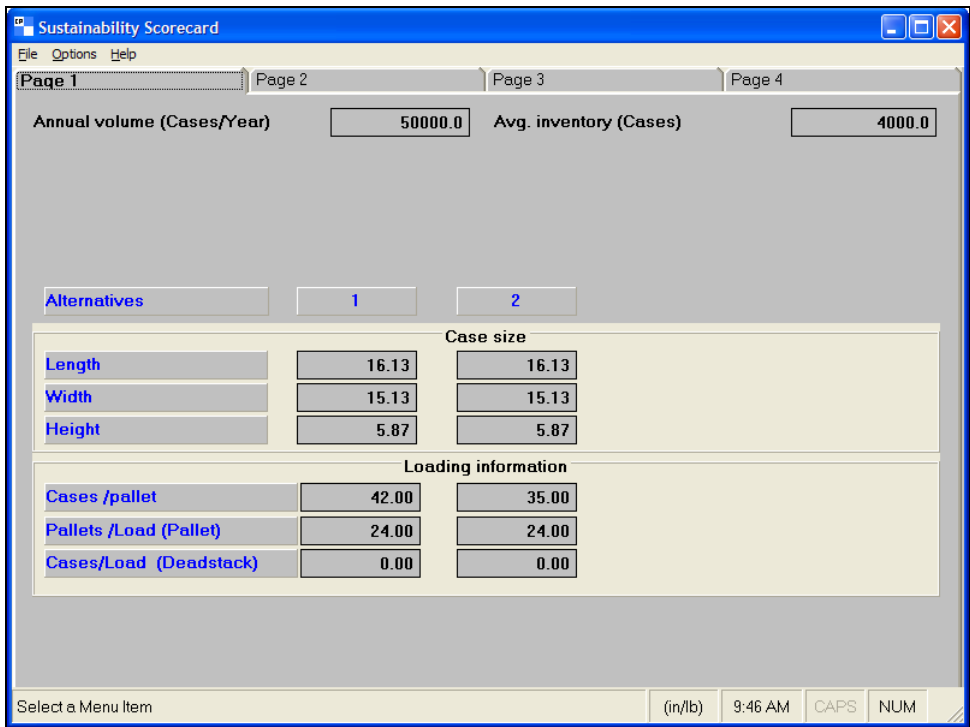 CP Sustainability Scorecard
File Options Help
Page 1 Page 2 Page 3 Page 4
Annual volume (Cases/Year) 50000.0 Avg. inventory (Cases) 4000.0
Alternatives 1 2
Case size
Length 16.13 16.13
Width 15.13 15.13
Height 5.87 5.87
Loading information
Cases /pallet 42.00 35.00
Pallets /Load (Pallet) 24.00 24.00
Cases/Load (Deadstack) 0.00 0.00
Select a Menu Item (in/lb) 9:46 AM CAPS NUM